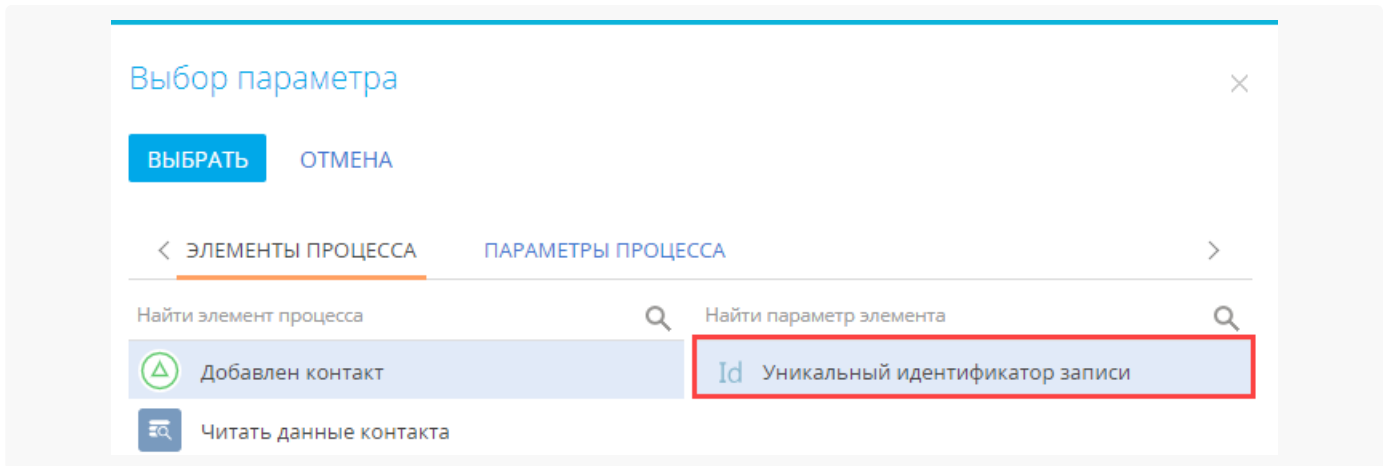 Выбор параметра
ВЫБРАТЬ ОТМЕНА
ЭЛЕМЕНТЫ ПРОЦЕССА ПАРАМЕТРЫ ПРОЦЕССА
Найти элемент процесса Найти параметр элемента
Добавлен контакт Id Уникальный идентификатор записи
Читать данные контакта